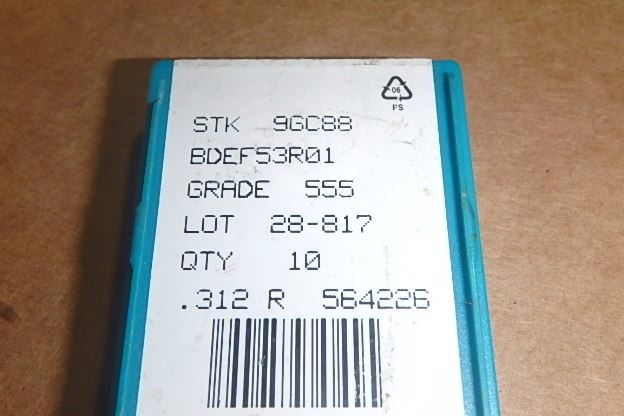 06
PS
STK 9GC88
BDEF53R01
GRADE 555
LOT 28-817
QTY 10
.312 R 564226